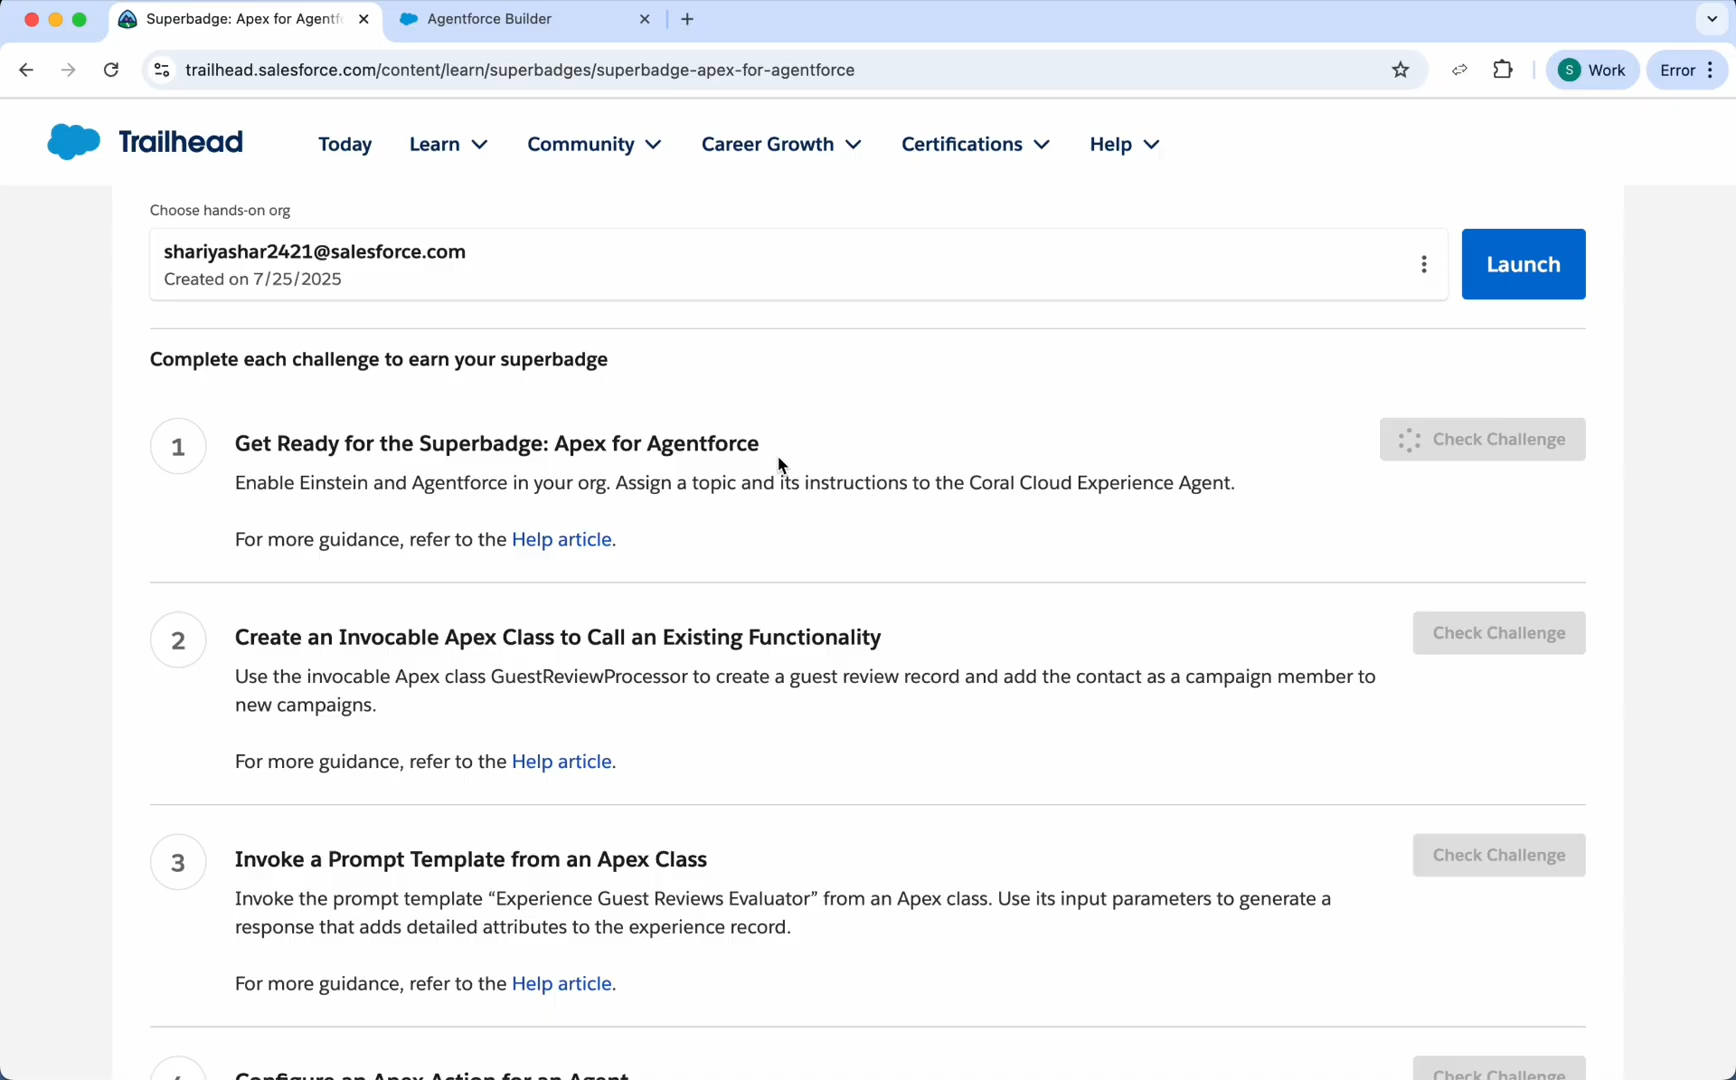 Superbadge: Apex for Agentf
Agentforce Builder
trailhead.salesforce.com/content/learn/superbadges/superbadge-apex-for-agentforce
S Work
Error
Trailhead
Today
Learn
Community
Career Growth
Certifications
Help
Choose hands-on org
shariyashar2421@salesforce.com
Created on 7/25/2025
Launch
Complete each challenge to earn your superbadge
1
Get Ready for the Superbadge: Apex for Agentforce
Check Challenge
Enable Einstein and Agentforce in your org. Assign a topic and its instructions to the Coral Cloud Experience Agent.
For more guidance, refer to the Help article.
2
Create an Invocable Apex Class to Call an Existing Functionality
Check Challenge
Use the invocable Apex class GuestReviewProcessor to create a guest review record and add the contact as a campaign member to
new campaigns.
For more guidance, refer to the Help article.
3
Invoke a Prompt Template from an Apex Class
Check Challenge
Invoke the prompt template “Experience Guest Reviews Evaluator” from an Apex class. Use its input parameters to generate a
response that adds detailed attributes to the experience record.
For more guidance, refer to the Help article.
4
Configure an Apex Action for an Agent
Check Challenge